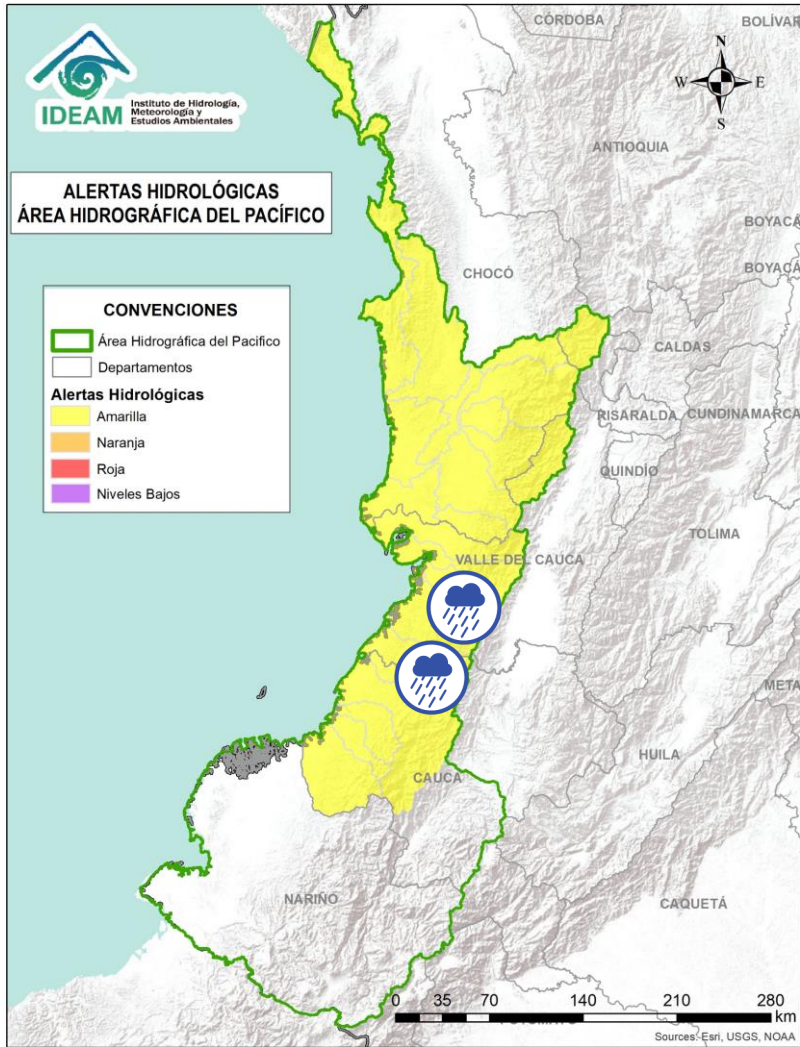 IDEAM
Instituto de Hidrología,
Meteorología y
Estudios Ambientales
ALERTAS HIDROLÓGICAS
ÁREA HIDROGRÁFICA DEL PACÍFICO
CONVENCIONES
Área Hidrográfica del Pacifico
Departamentos
Alertas Hidrológicas
Amarilla
Naranja
Roja
Niveles Bajos
N
W
E
S
CÓRDOBA
BOLÍVAR
ANTIOQUIA
BOYACÁ
BOYACÁ
CHOCÓ
CALDAS
RISARALDA
CUNDINAMARCA
QUINDÍO
TOLIMA
VALLE DEL CAUCA
META
HUILA
CAUCA
NARIÑO
CAQUETÁ
0 35 70 140 210 280
km
Sources: Esri, USGS, NOAA